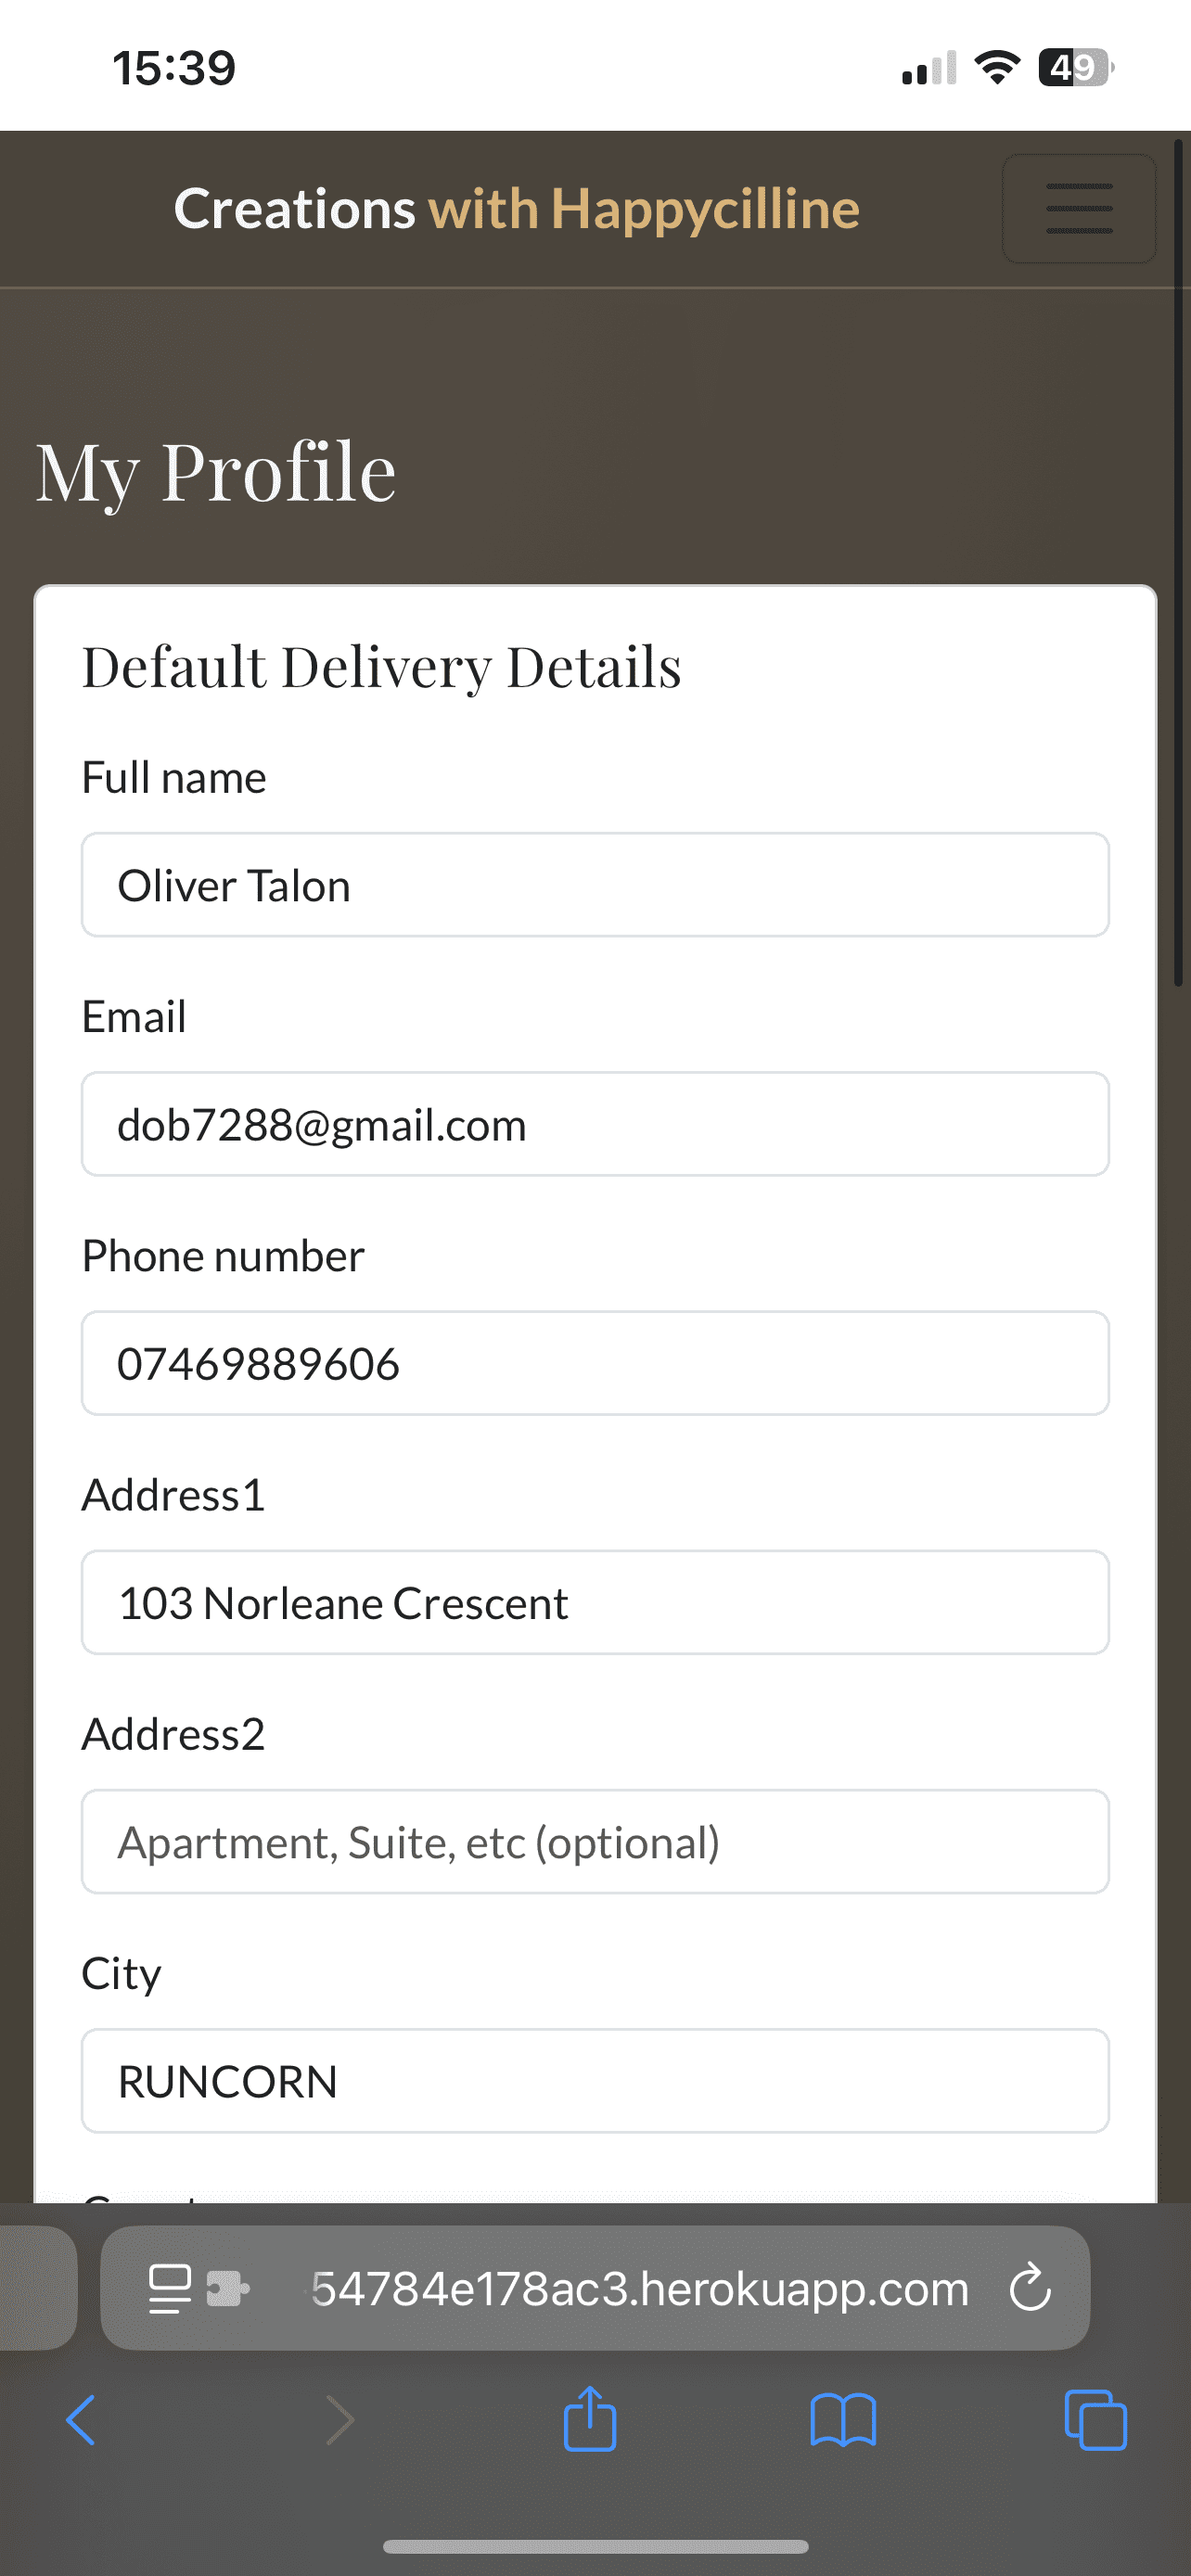 15:39
49
Creations with Happycilline
My Profile
Default Delivery Details
Full name
Oliver Talon
Email
dob7288@gmail.com
Phone number
07469889606
Address1
103 Norleane Crescent
Address2
Apartment, Suite, etc (optional)
City
RUNCORN
54784e178ac3.herokuapp.com